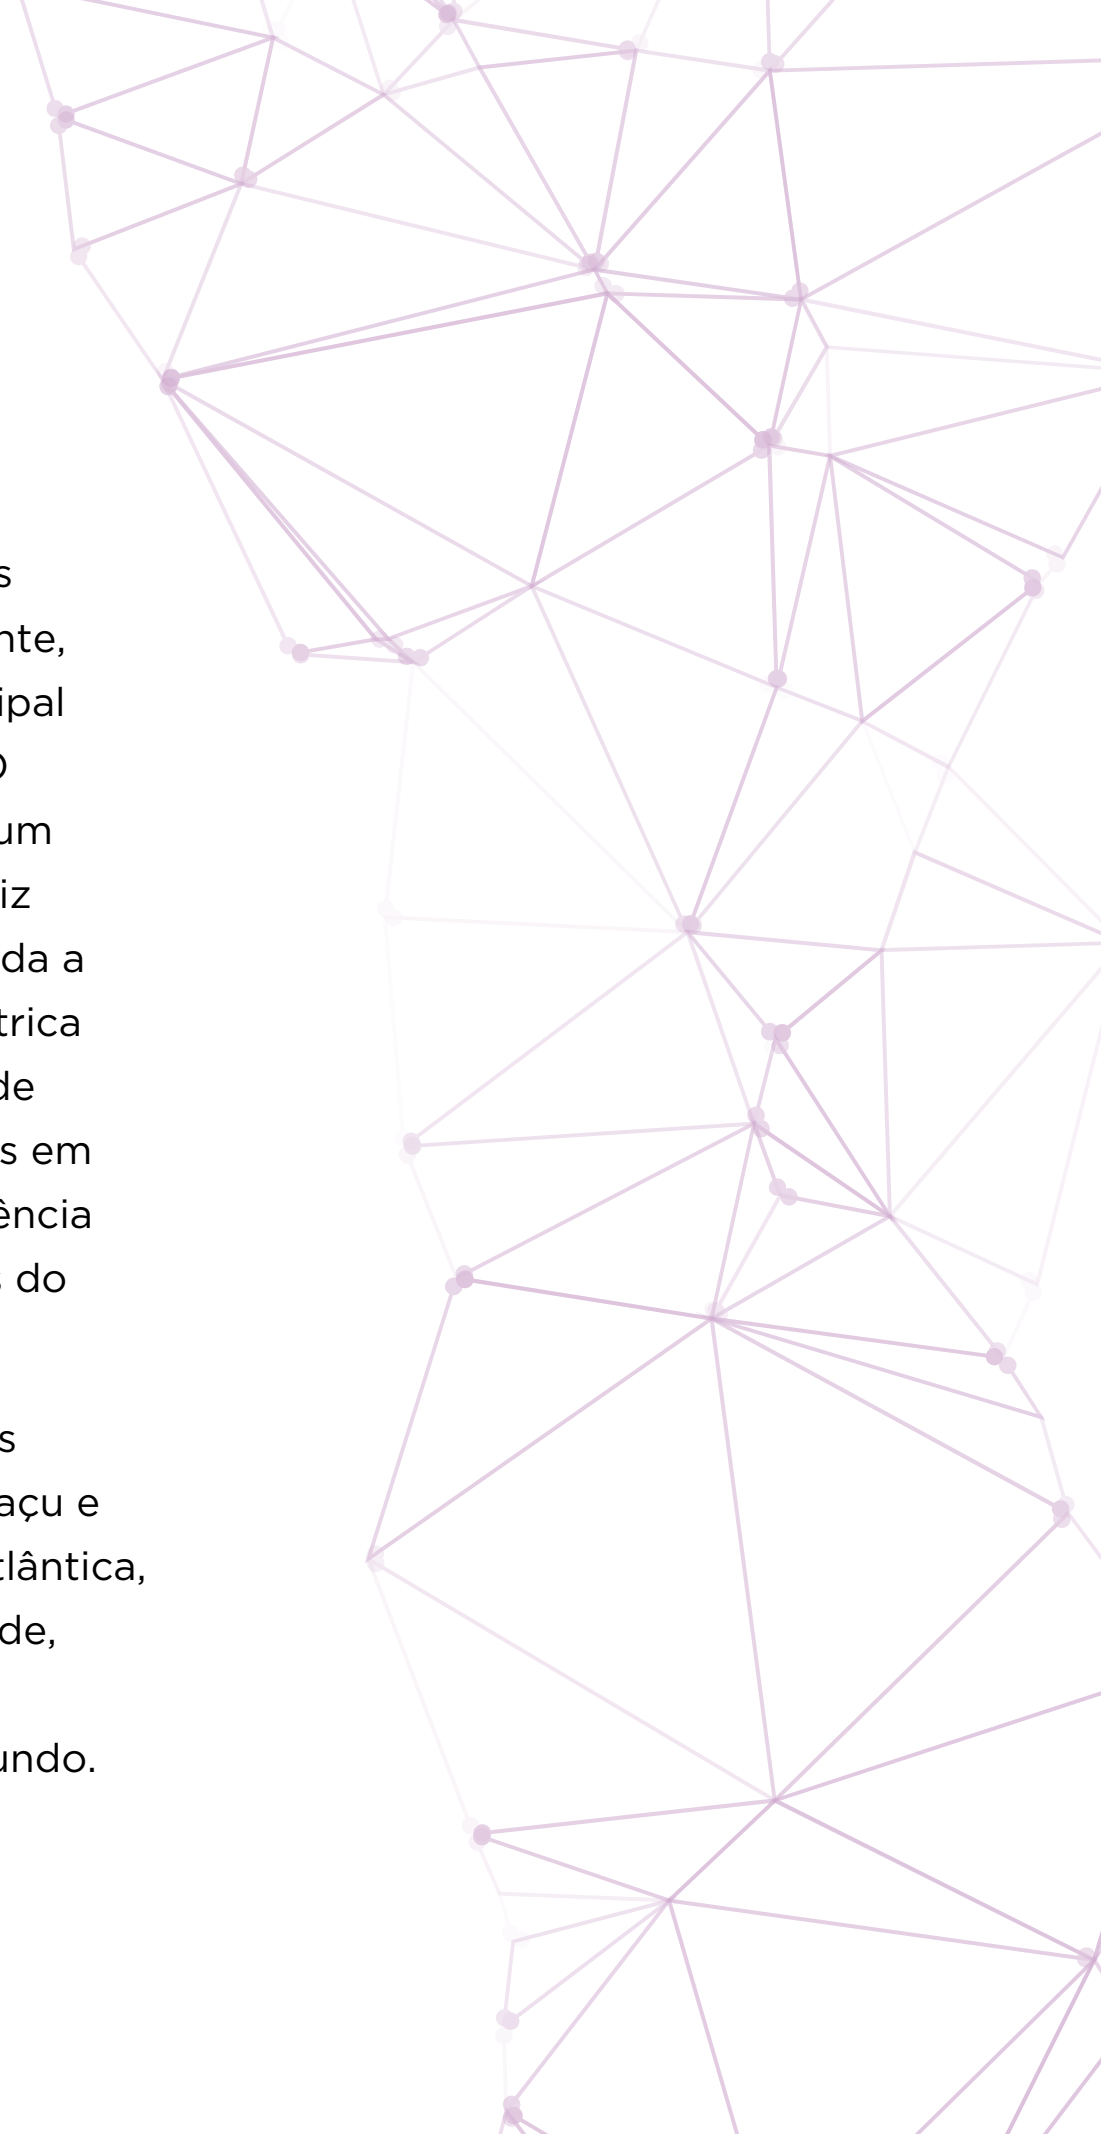 s
nte,
ipal
O
um
iz
da a
trica
de
s em
ência
s do
s
açu e
tlântica,
de,
undo.